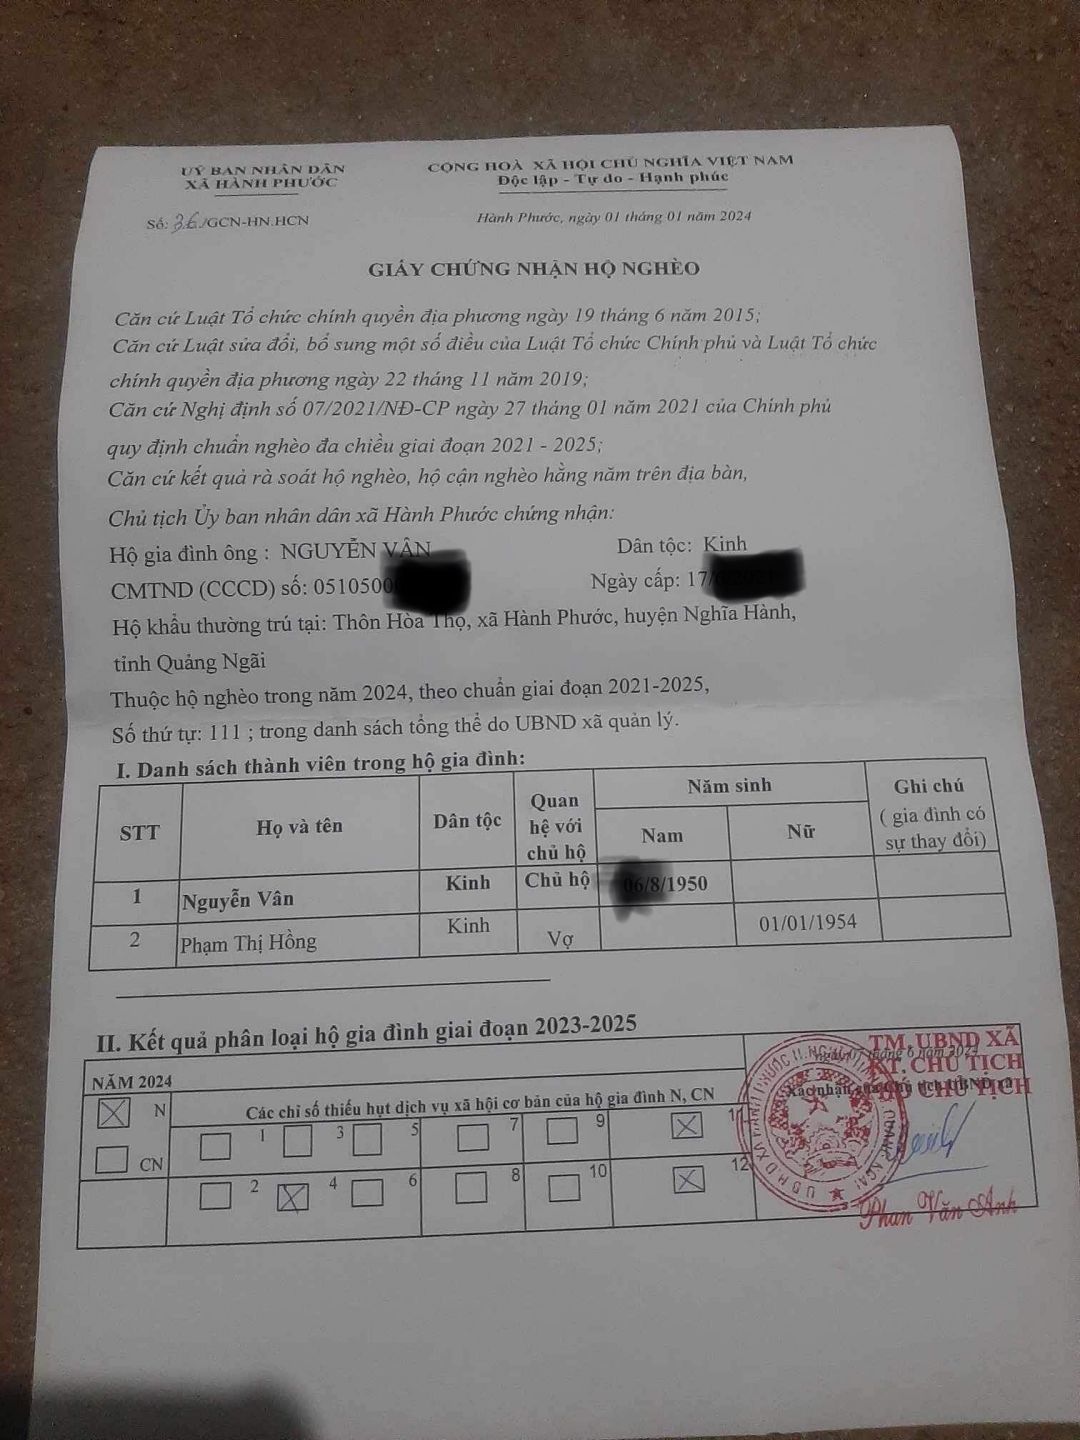 UỶ BAN NHÂN DÂN
XÃ HÀNH PHƯỚC
CỘNG HOÀ XÃ HỘI CHỦ NGHĨA VIỆT NAM
Độc lập - Tự do - Hạnh phúc
Số: 36/GCN-HN.HCN
Hành Phước, ngày 01 tháng 01 năm 2024
GIẤY CHỨNG NHẬN HỘ NGHÈO
Căn cứ Luật Tổ chức chính quyền địa phương ngày 19 tháng 6 năm 2015;
Căn cứ Luật sửa đổi, bổ sung một số điều của Luật Tổ chức Chính phủ và Luật Tổ chức
chính quyền địa phương ngày 22 tháng 11 năm 2019;
Căn cứ Nghị định số 07/2021/NĐ-CP ngày 27 tháng 01 năm 2021 của Chính phủ
quy định chuẩn nghèo đa chiều giai đoạn 2021 - 2025;
Căn cứ kết quả rà soát hộ nghèo, hộ cận nghèo hằng năm trên địa bàn,
Chủ tịch Ủy ban nhân dân xã Hành Phước chứng nhận:
Hộ gia đình ông : NGUYỄN VÂN Dân tộc: Kinh
CMTND (CCCD) số: 0510500 Ngày cấp: 17/
Hộ khẩu thường trú tại: Thôn Hòa Thọ, xã Hành Phước, huyện Nghĩa Hành,
tỉnh Quảng Ngãi
Thuộc hộ nghèo trong năm 2024, theo chuẩn giai đoạn 2021-2025,
Số thứ tự: 111 ; trong danh sách tổng thể do UBND xã quản lý.
I. Danh sách thành viên trong hộ gia đình:
STT Họ và tên Dân tộc Quan hệ với chủ hộ Năm sinh Nam Nữ Ghi chú ( gia đình có sự thay đổi)
1 Nguyễn Vân Kinh Chủ hộ 06/8/1950
2 Phạm Thị Hồng Kinh Vợ 01/01/1954
II. Kết quả phân loại hộ gia đình giai đoạn 2023-2025
NĂM 2024
N
CN
Các chỉ số thiếu hụt dịch vụ xã hội cơ bản của hộ gia đình N, CN
1 3 5 7 9 11
2 4 6 8 10 12
TM. UBND XÃ
KT. CHỦ TỊCH
PHÓ CHỦ TỊCH
Phan Văn Anh